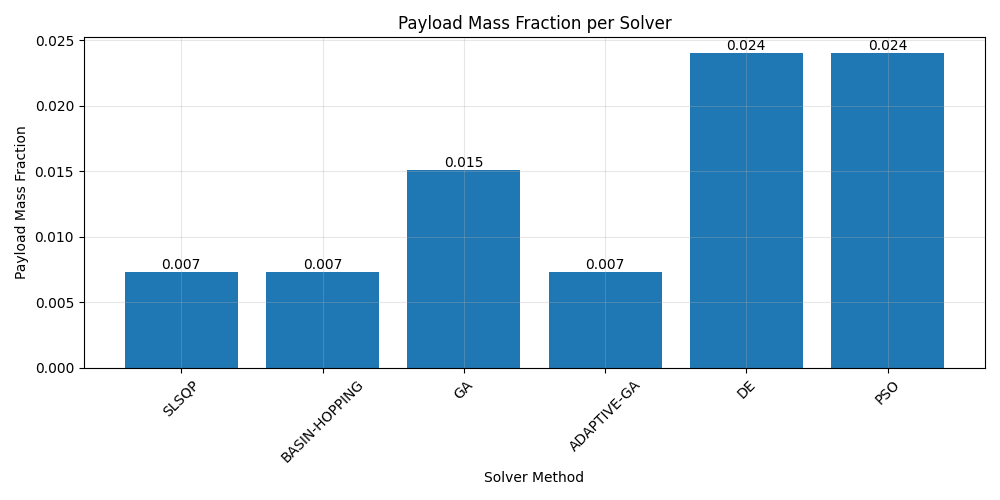 Payload Mass Fraction per Solver
Payload Mass Fraction
0.025
0.020
0.015
0.010
0.005
0.000
0.007
0.007
0.015
0.007
0.024
0.024
SLSQP
BASIN-HOPPING
GA
ADAPTIVE-GA
DE
PSO
Solver Method